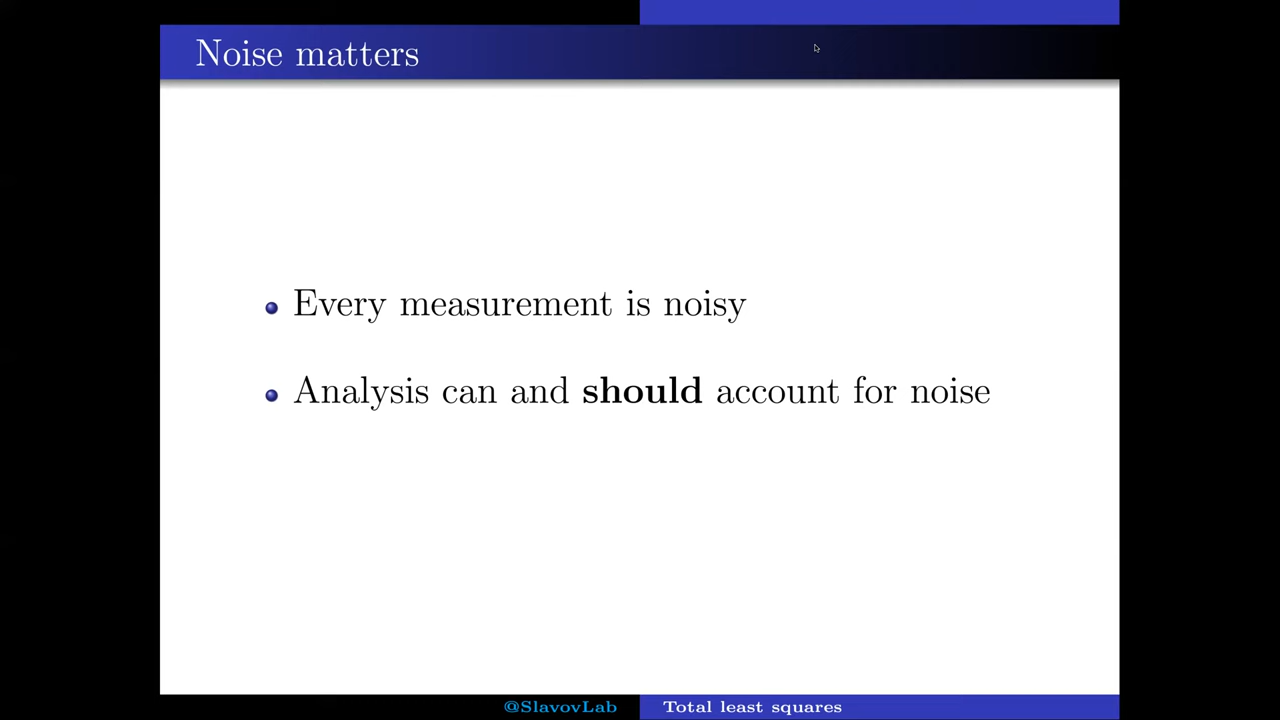 Noise matters
Every measurement is noisy
Analysis can and should account for noise
@SlavovLab
Total least squares